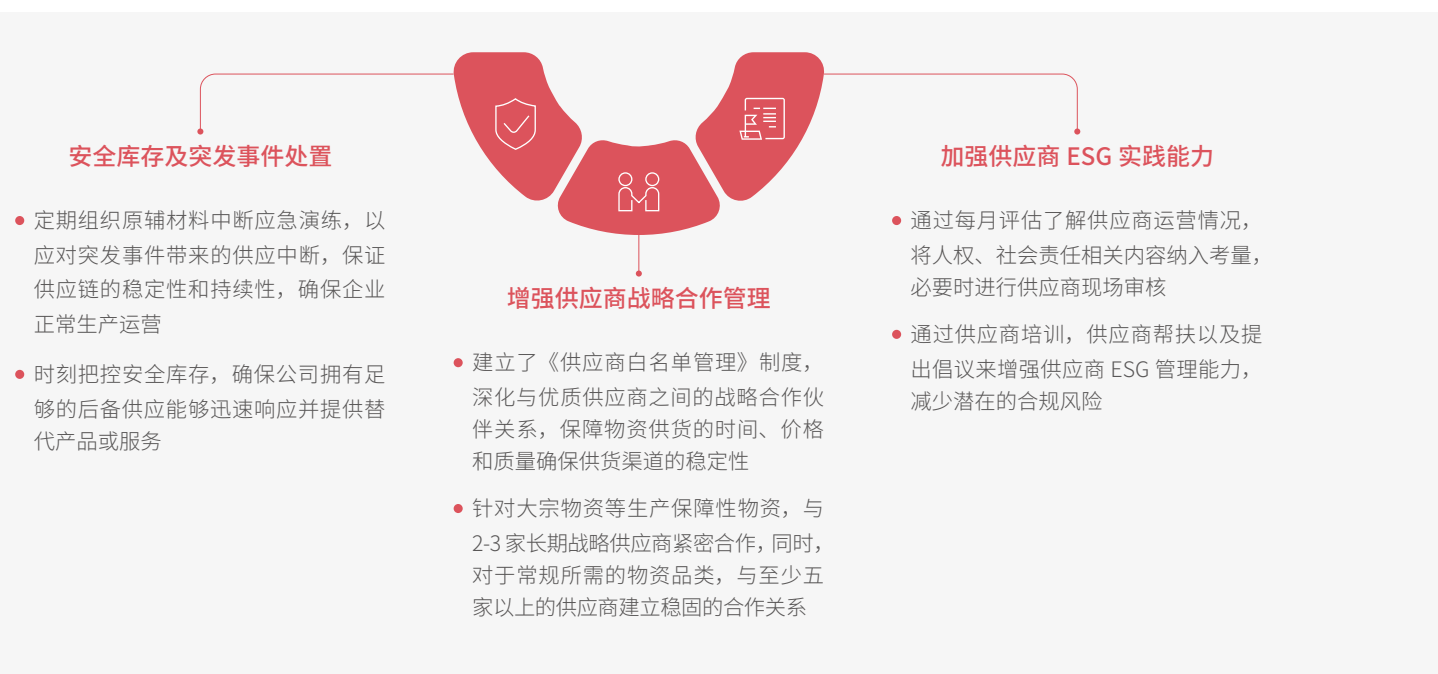 安全库存及突发事件处置
定期组织原辅材料中断应急演练，以
应对突发事件带来的供应中断，保证
供应链的稳定性和持续性，确保企业
正常生产运营
时刻把控安全库存，确保公司拥有足
够的后备供应能够迅速响应并提供替
代产品或服务
增强供应商战略合作管理
建立了《供应商白名单管理》制度，
深化与优质供应商之间的战略合作伙
伴关系，保障物资供货的时间、价格
和质量确保供货渠道的稳定性
针对大宗物资等生产保障性物资，与
2-3 家长期战略供应商紧密合作，同时，
对于常规所需的物资品类，与至少五
家以上的供应商建立稳固的合作关系
加强供应商 ESG 实践能力
通过每月评估了解供应商运营情况，
将人权、社会责任相关内容纳入考量，
必要时进行供应商现场审核
通过供应商培训，供应商帮扶以及提
出倡议来增强供应商 ESG 管理能力，
减少潜在的合规风险